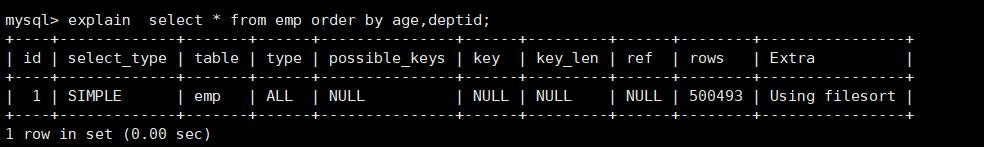 mysql> explain  select * from emp order by age,deptid;
+----+-------------+-------+------+---------------+------+---------+------+--------+----------------+
| id | select_type | table | type | possible_keys | key  | key_len | ref  | rows   | Extra          |
+----+-------------+-------+------+---------------+------+---------+------+--------+----------------+
|  1 | SIMPLE      | emp   | ALL  | NULL          | NULL | NULL    | NULL | 500493 | Using filesort |
+----+-------------+-------+------+---------------+------+---------+------+--------+----------------+
1 row in set (0.00 sec)